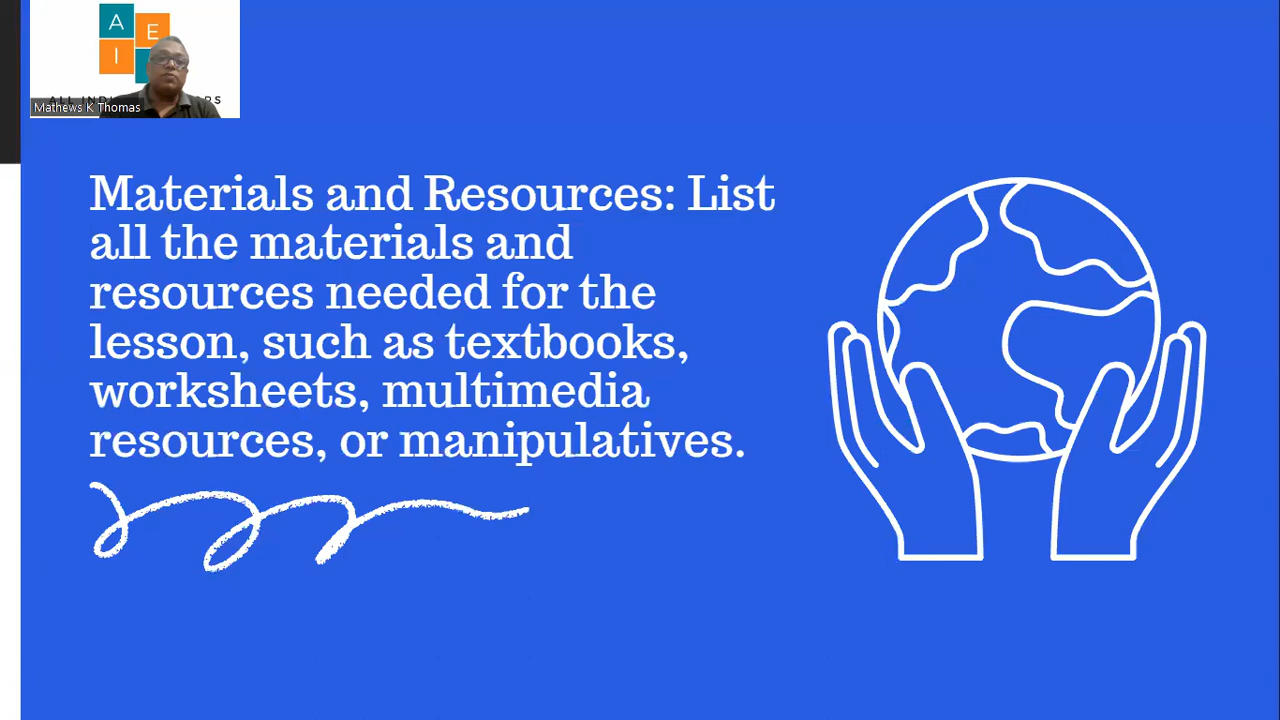 A
E
I
Mathews K Thomas
Materials and Resources: List
all the materials and
resources needed for the
lesson, such as textbooks,
worksheets, multimedia
resources, or manipulatives.